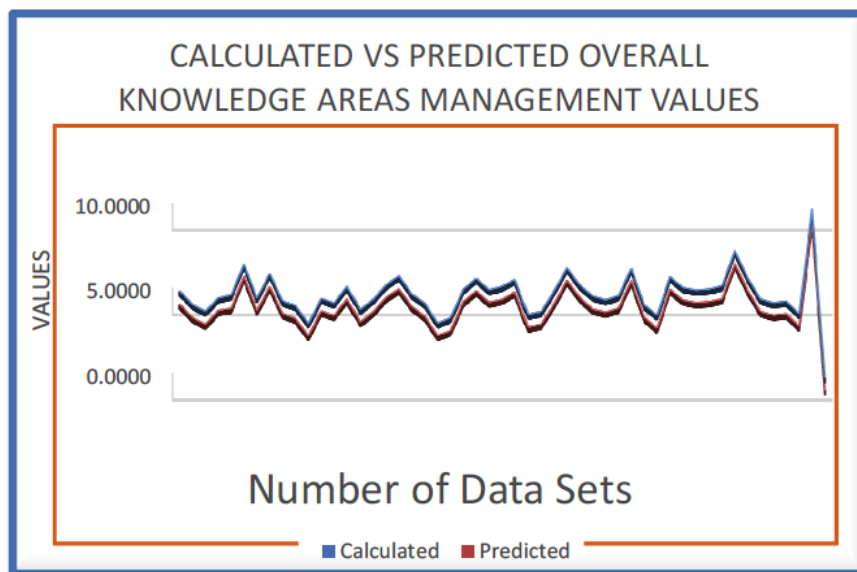 CALCULATED VS PREDICTED OVERALL
KNOWLEDGE AREAS MANAGEMENT VALUES
10.0000
5.0000
0.0000
VALUES
Number of Data Sets
Calculated
Predicted